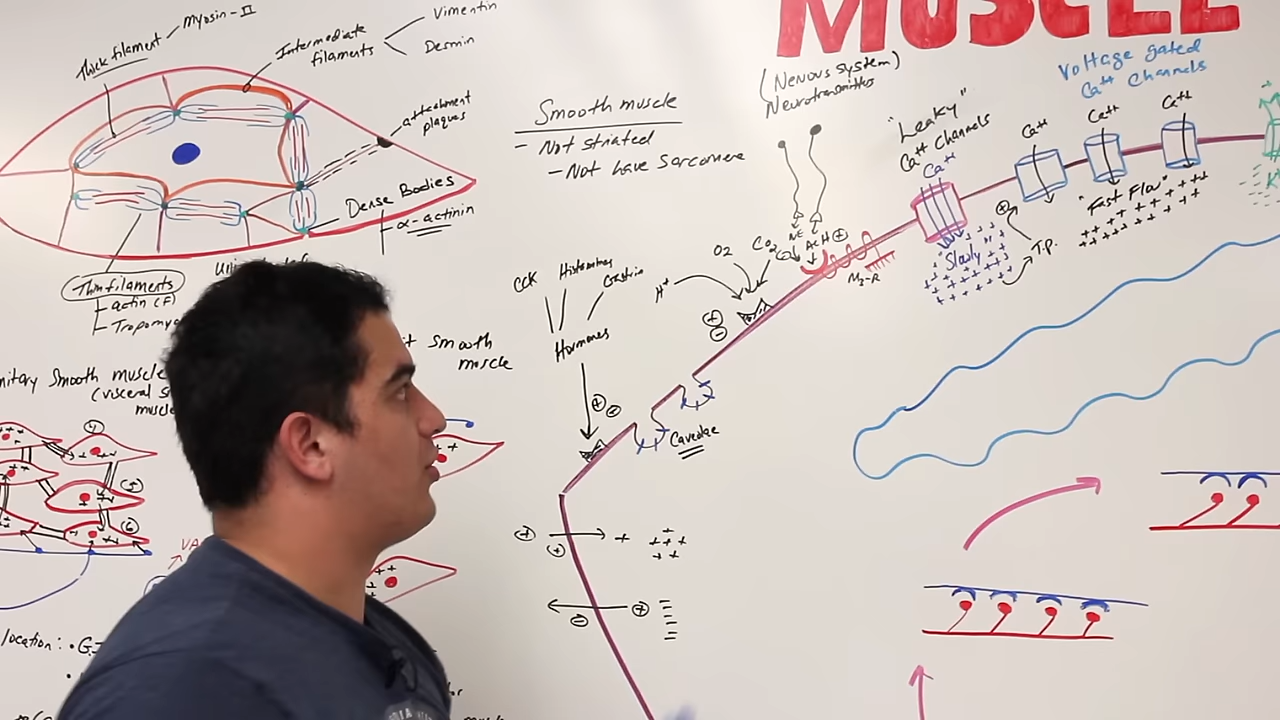 MUSCLE
myosin-II
Thick filament
Intermediate
filaments
Vimentin
Desmin
attachment
plaques
Dense Bodies
α-actinin
Thin filaments
actin (F)
Smooth muscle
- Not striated
- Not have Sarcomere
(Nervous system)
Neurotransmitters
"Leaky"
Ca++ Channels
Ca++
Voltage gated
Ca++ Channels
Ca++
Ca++
Ca++
"Fast Flow"
Slowly
T.P.
NE
AcH
M2-R
H+
O2
CO2
CCK
Histamines
Gastrin
Hormones
Caveolae
Smooth
muscle
Smooth muscle
location: